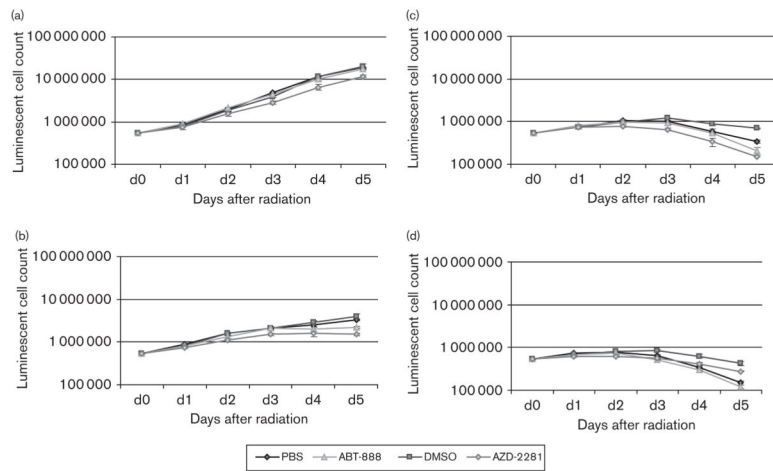 (a)
Luminescent cell count
100 000 000
10 000 000
1 000 000
100 000
d0 d1 d2 d3 d4 d5
Days after radiation
(b)
Luminescent cell count
100 000 000
10 000 000
1 000 000
100 000
d0 d1 d2 d3 d4 d5
Days after radiation
(c)
Luminescent cell count
100 000 000
10 000 000
1 000 000
100 000
d0 d1 d2 d3 d4 d5
Days after radiation
(d)
Luminescent cell count
100 000 000
10 000 000
1 000 000
100 000
d0 d1 d2 d3 d4 d5
Days after radiation
PBS ABT-888 DMSO AZD-2281